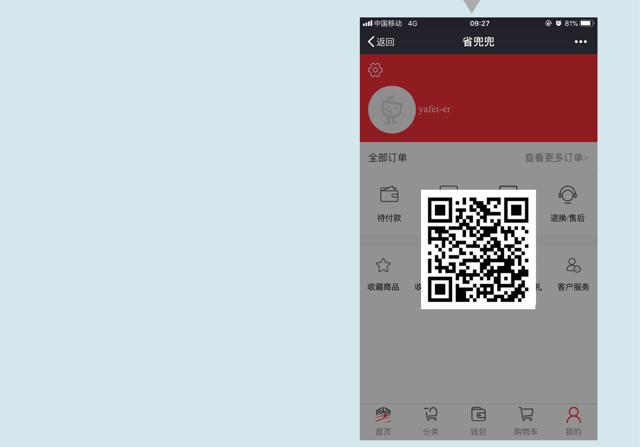 中国移动 4G 09:27 81%
返回 省兜兜
yafei-er
全部订单 查看更多订单>
待付款 退换/售后
收藏商品 客户服务
首页 分类 钱包 购物车 我的